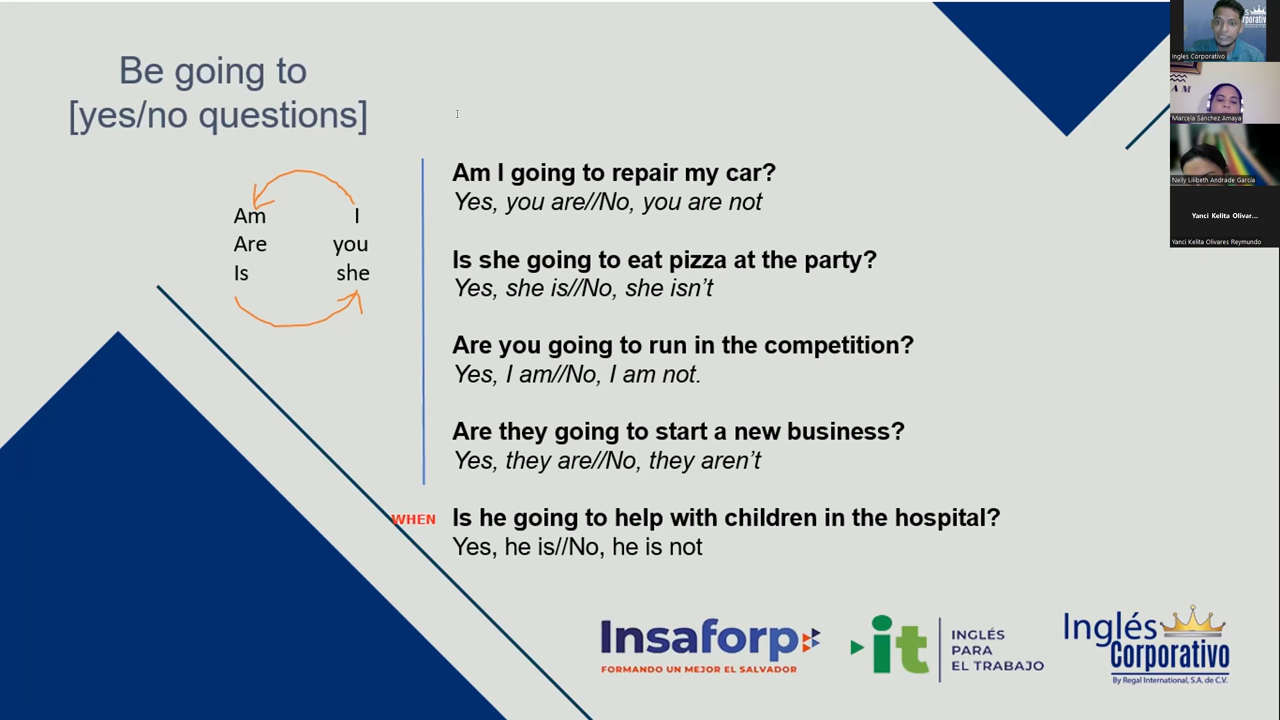 Be going to
[yes/no questions]
Am I
Are you
Is she
Am I going to repair my car?
Yes, you are//No, you are not
Is she going to eat pizza at the party?
Yes, she is//No, she isn’t
Are you going to run in the competition?
Yes, I am//No, I am not.
Are they going to start a new business?
Yes, they are//No, they aren’t
WHEN Is he going to help with children in the hospital?
Yes, he is//No, he is not
Insaforp
FORMANDO UN MEJOR EL SALVADOR
it
INGLÉS
PARA
EL TRABAJO
Inglés
Corporativo
By Regal International, S.A. de C.V.
Ingles Corporativo
Marcela Sánchez Amaya
Nelly Lilibeth Andrade García
Yanci Kelita Olivar...
Yanci Kelita Olivares Reymundo